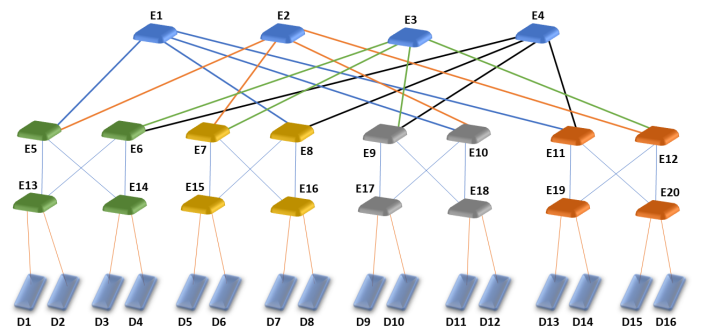 E1 E2 E3 E4
E5 E6 E7 E8 E9 E10 E11 E12
E13 E14 E15 E16 E17 E18 E19 E20
D1 D2 D3 D4 D5 D6 D7 D8 D9 D10 D11 D12 D13 D14 D15 D16